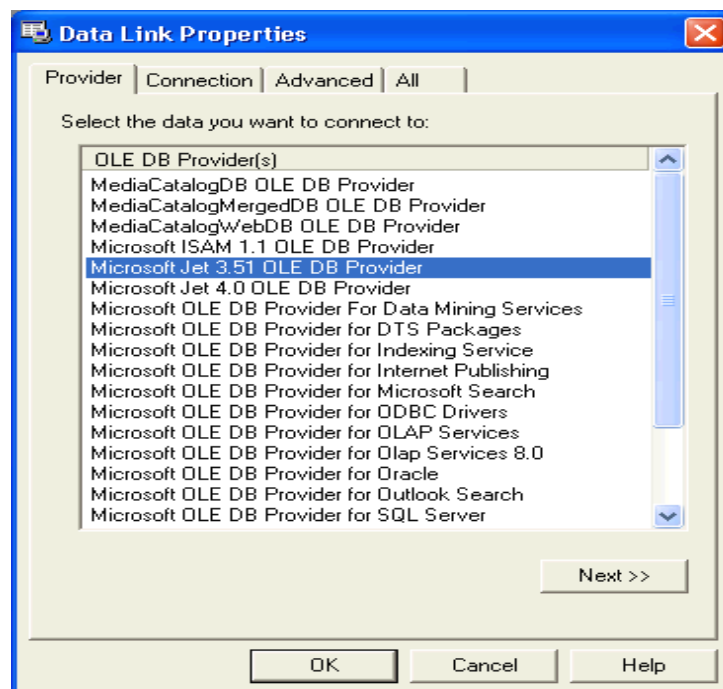 Data Link Properties
Provider Connection Advanced All
Select the data you want to connect to:
OLE DB Provider(s)
MediaCatalogDB OLE DB Provider
MediaCatalogMergedDB OLE DB Provider
MediaCatalogWebDB OLE DB Provider
Microsoft ISAM 1.1 OLE DB Provider
Microsoft Jet 3.51 OLE DB Provider
Microsoft Jet 4.0 OLE DB Provider
Microsoft OLE DB Provider For Data Mining Services
Microsoft OLE DB Provider for DTS Packages
Microsoft OLE DB Provider for Indexing Service
Microsoft OLE DB Provider for Internet Publishing
Microsoft OLE DB Provider for Microsoft Search
Microsoft OLE DB Provider for ODBC Drivers
Microsoft OLE DB Provider for OLAP Services
Microsoft OLE DB Provider for Olap Services 8.0
Microsoft OLE DB Provider for Oracle
Microsoft OLE DB Provider for Outlook Search
Microsoft OLE DB Provider for SQL Server
Next >>
OK Cancel Help